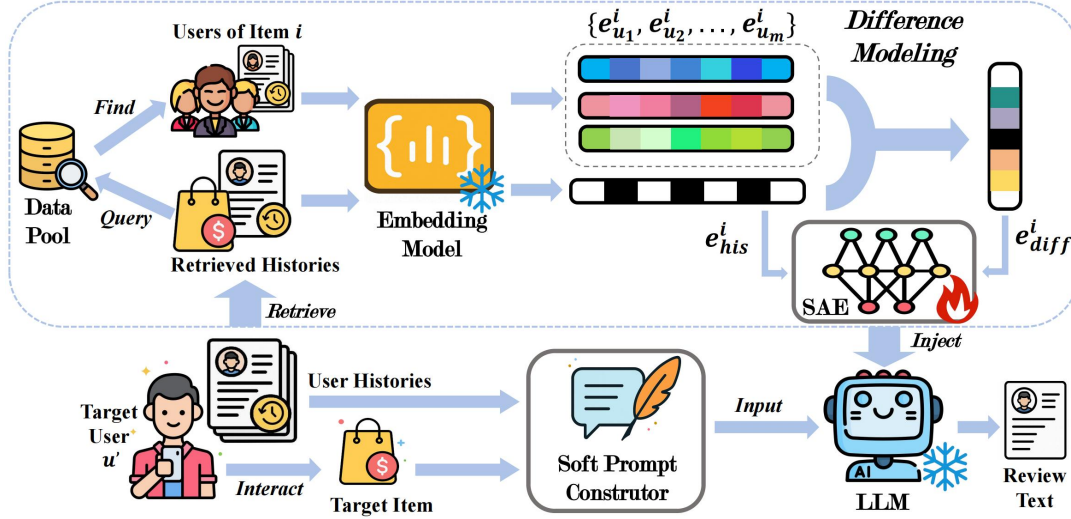 Users of Item i
{e^i_{u_1}, e^i_{u_2}, ..., e^i_{u_m}}
Difference
Modeling
Find
Data
Pool
Query
$
Retrieved Histories
{ }
Embedding
Model
e^i_{his}
SAE
e^i_{diff}
Retrieve
Inject
Target
User
u'
User Histories
Interact
$
Target Item
Soft Prompt
Construtor
Input
AI
LLM
Review
Text